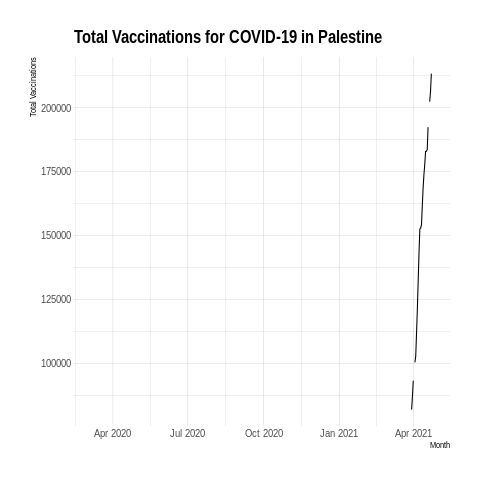 Total Vaccinations for COVID-19 in Palestine
Total Vaccinations
200000
175000
150000
125000
100000
Apr 2020
Jul 2020
Oct 2020
Jan 2021
Apr 2021
Month